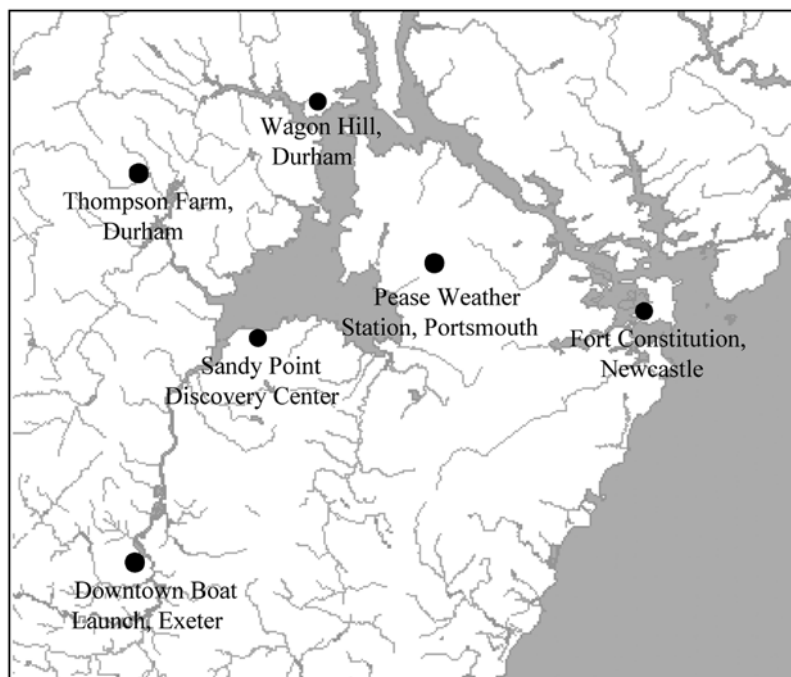 Wagon Hill,
Durham
Thompson Farm,
Durham
Pease Weather
Station, Portsmouth
Fort Constitution,
Newcastle
Sandy Point
Discovery Center
Downtown Boat
Launch, Exeter